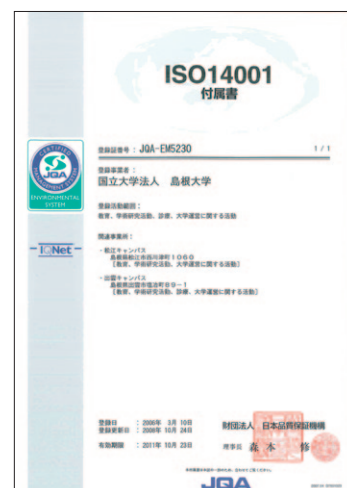 ISO14001
付属書
登録証番号 : JQA-EM5230
1 / 1
登録事業者 :
国立大学法人 島根大学
登録活動範囲 :
教育、学術研究活動、診療、大学運営に関する活動
関連事業所 :
・松江キャンパス
島根県松江市西川津町1060
[教育、学術研究活動、大学運営に関する活動]
・出雲キャンパス
島根県出雲市塩冶町89-1
[教育、学術研究活動、診療、大学運営に関する活動]
CERTIFIED
MANAGEMENT SYSTEM
JQA
ENVIRONMENTAL
SYSTEM
IQNet
登録日 : 2006年 3月 10日
登録更新日 : 2008年 10月 24日
有効期限 : 2011年 10月 23日
財団法人 日本品質保証機構
理事長 森 本 修
JQA